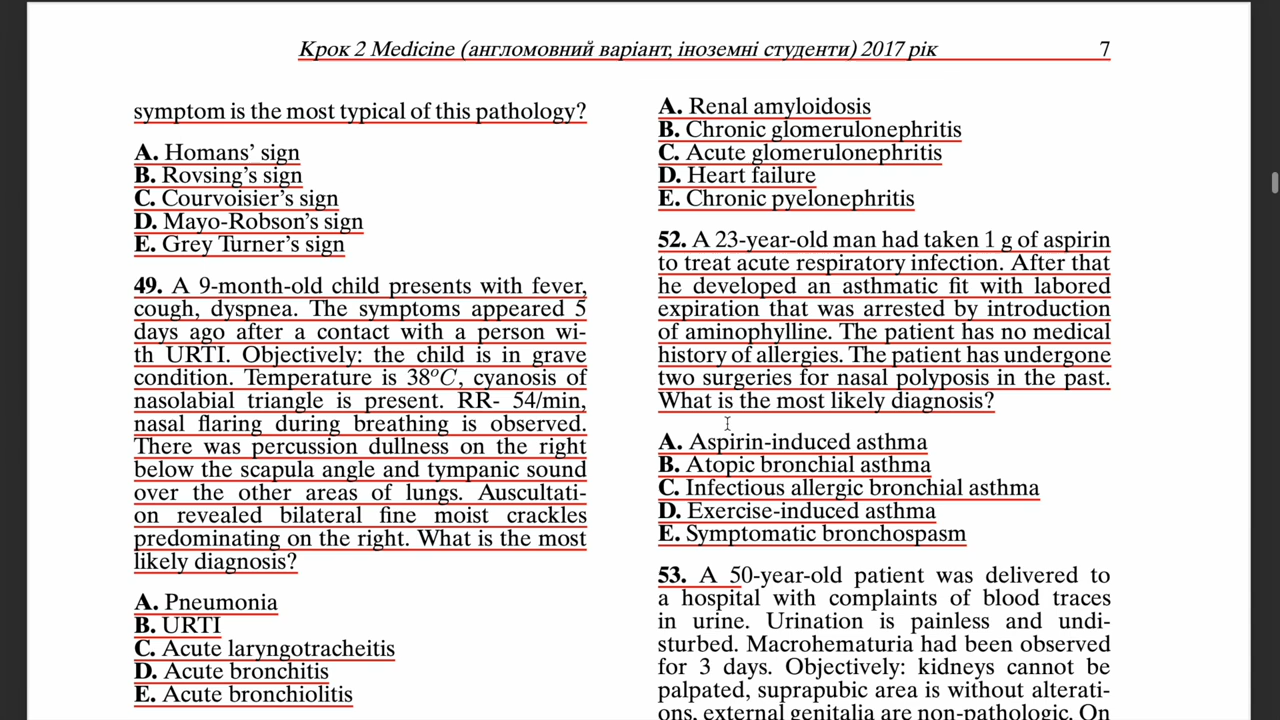 Крок 2 Medicine (англомовний варіант, іноземні студенти) 2017 рік 7
symptom is the most typical of this pathology?
A. Homans’ sign
B. Rovsing’s sign
C. Courvoisier’s sign
D. Mayo-Robson’s sign
E. Grey Turner’s sign
49. A 9-month-old child presents with fever,
cough, dyspnea. The symptoms appeared 5
days ago after a contact with a person wi-
th URTI. Objectively: the child is in grave
condition. Temperature is 38°C, cyanosis of
nasolabial triangle is present. RR- 54/min,
nasal flaring during breathing is observed.
There was percussion dullness on the right
below the scapula angle and tympanic sound
over the other areas of lungs. Auscultati-
on revealed bilateral fine moist crackles
predominating on the right. What is the most
likely diagnosis?
A. Pneumonia
B. URTI
C. Acute laryngotracheitis
D. Acute bronchitis
E. Acute bronchiolitis
A. Renal amyloidosis
B. Chronic glomerulonephritis
C. Acute glomerulonephritis
D. Heart failure
E. Chronic pyelonephritis
52. A 23-year-old man had taken 1 g of aspirin
to treat acute respiratory infection. After that
he developed an asthmatic fit with labored
expiration that was arrested by introduction
of aminophylline. The patient has no medical
history of allergies. The patient has undergone
two surgeries for nasal polyposis in the past.
What is the most likely diagnosis?
A. Aspirin-induced asthma
B. Atopic bronchial asthma
C. Infectious allergic bronchial asthma
D. Exercise-induced asthma
E. Symptomatic bronchospasm
53. A 50-year-old patient was delivered to
a hospital with complaints of blood traces
in urine. Urination is painless and undi-
sturbed. Macrohematuria had been observed
for 3 days. Objectively: kidneys cannot be
palpated, suprapubic area is without alterati-
ons, external genitalia are non-pathologic. On